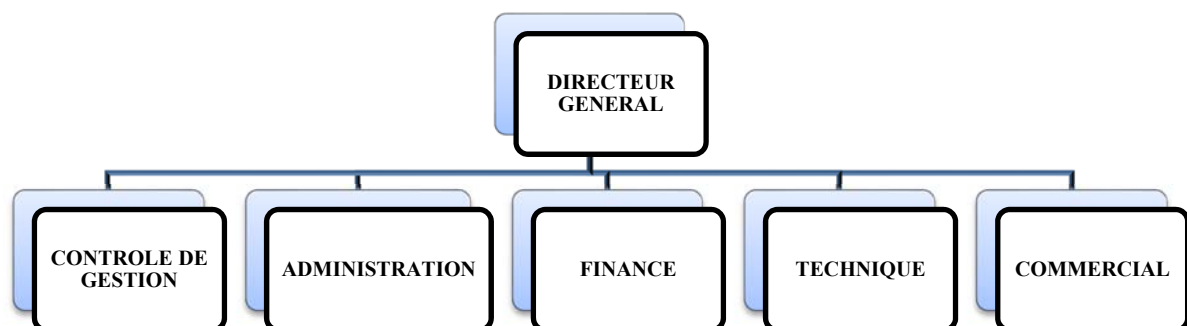 DIRECTEUR
GENERAL
CONTROLE DE
GESTION
ADMINISTRATION
FINANCE
TECHNIQUE
COMMERCIAL